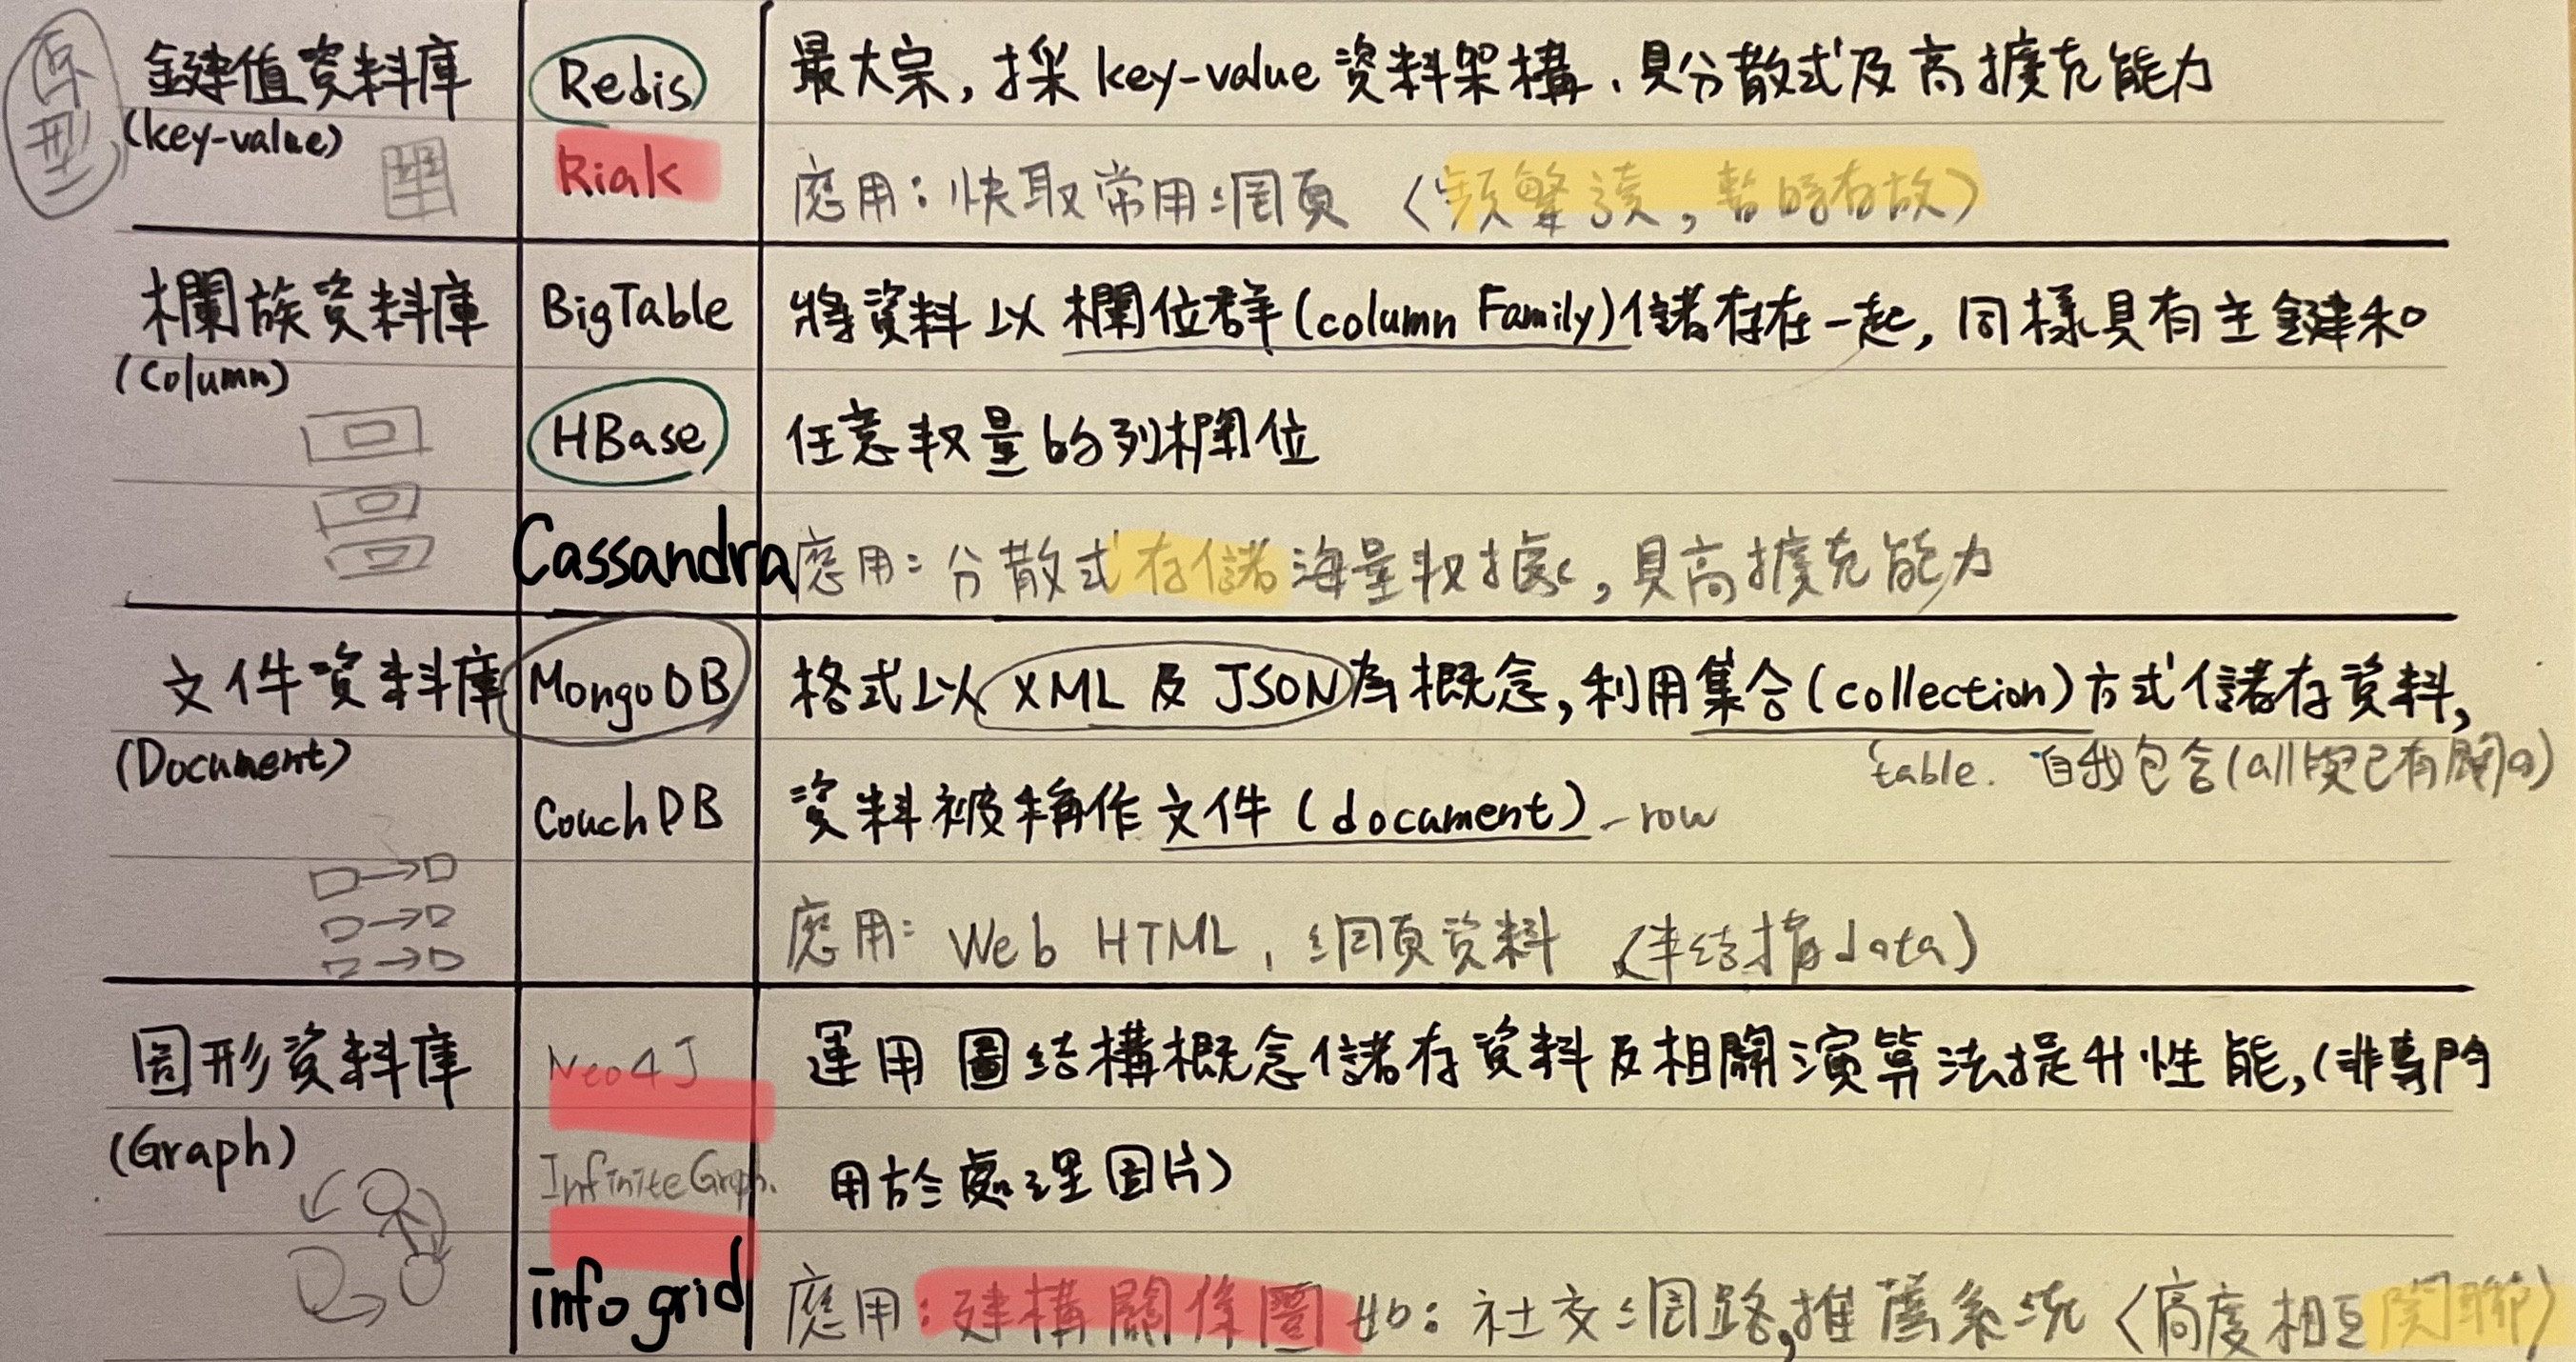 原型
鍵值資料庫
(key-value)
Redis
Riak
最大宗,採 key-value 資料架構、具分散式及高擴充能力
應用:快取常用網頁 (頻繁讀,暫時存放)
欄族資料庫
(Column)
BigTable
HBase
Cassandra
將資料以欄位群(column Family)儲存在一起,同樣具有主鍵和
任意數量的列欄位
應用:分散式存儲海量數據,具高擴充能力
文件資料庫
(Document)
MongoDB
CouchDB
格式以 XML 及 JSON為概念,利用集合(collection)方式儲存資料,
table. 自我包含(all 已有關的)
資料被稱作文件(document) - row
應用: Web HTML, 網頁資料 (半結構data)
圖形資料庫
(Graph)
Neo4J
InfiniteGraph.
info grid
運用圖結構概念儲存資料及相關演算法提升性能,(非專門
用於處理图片)
應用:建構關係圖 如:社交網路,推薦系統 (高度相互関聯)